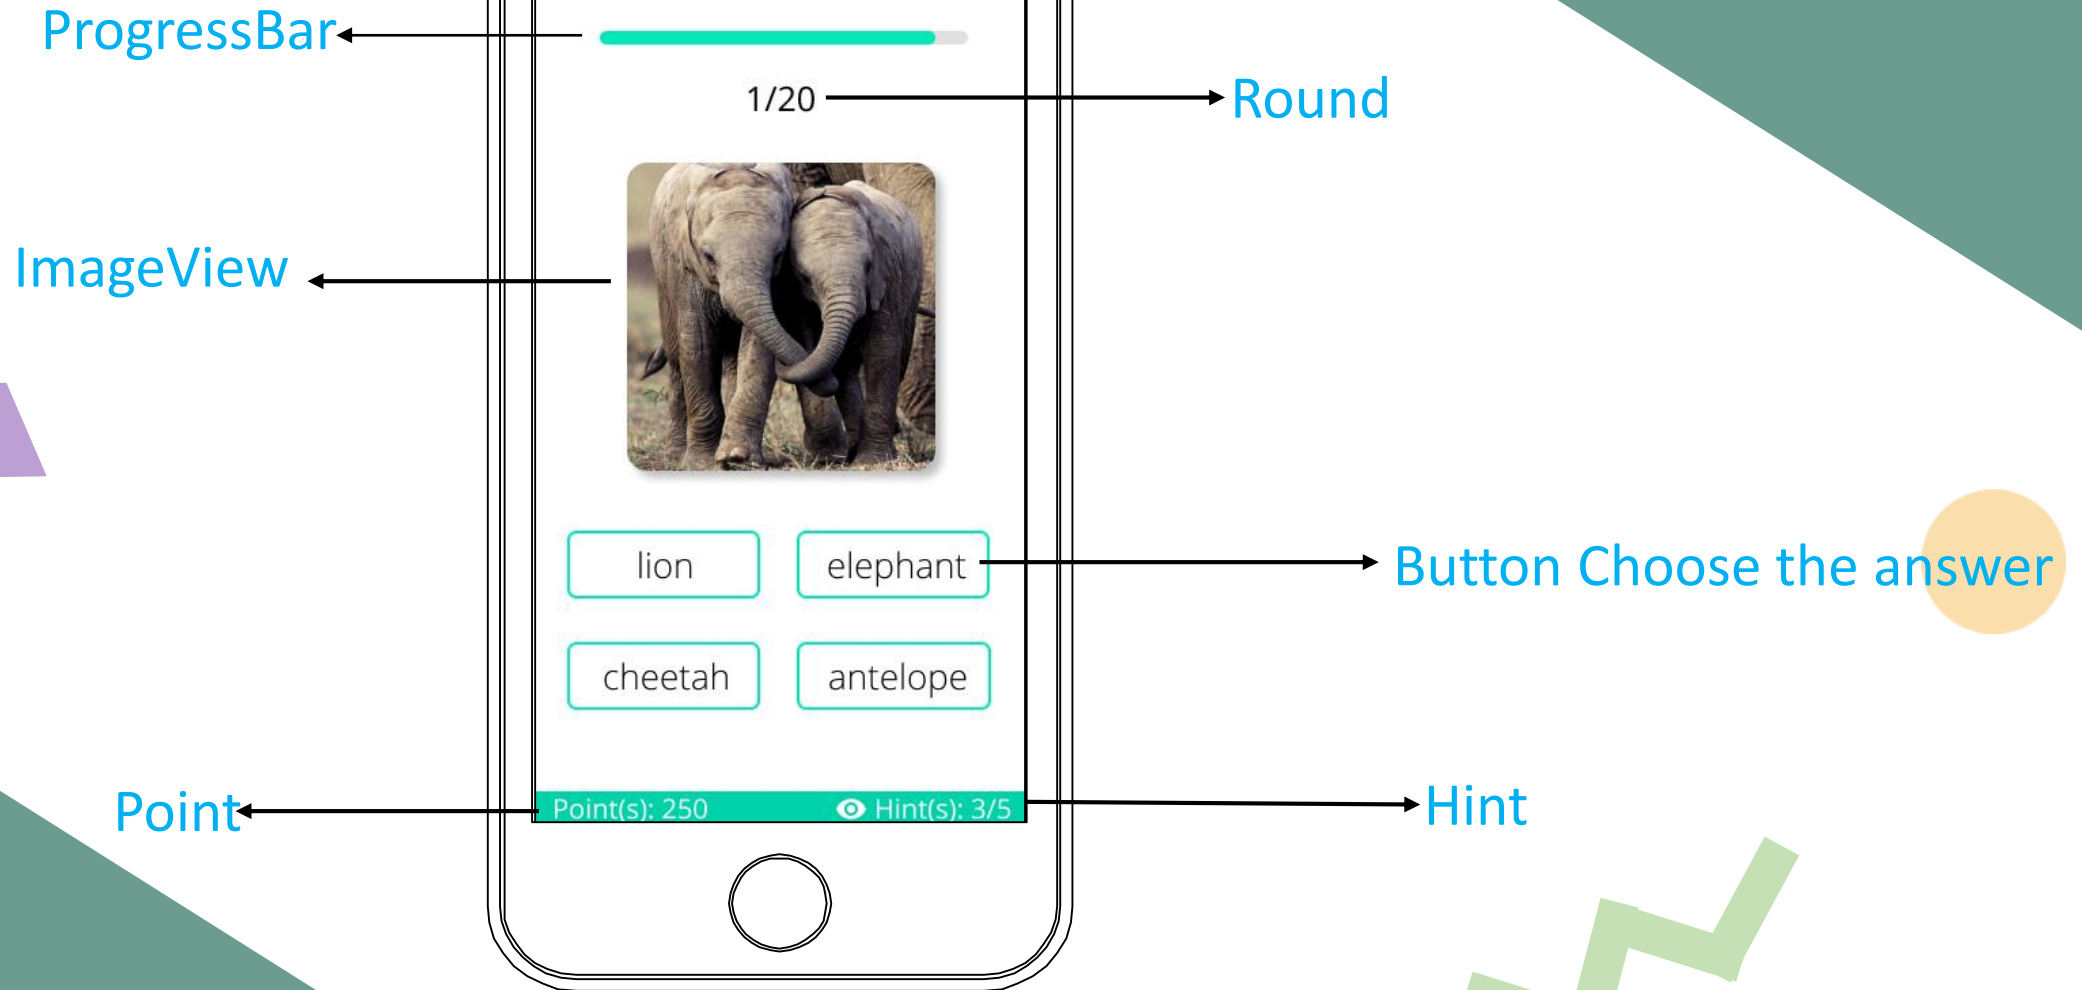 ProgressBar
1/20
Round
ImageView
lion
elephant
Button Choose the answer
cheetah
antelope
Point
Point(s): 250
Hint(s): 3/5
Hint